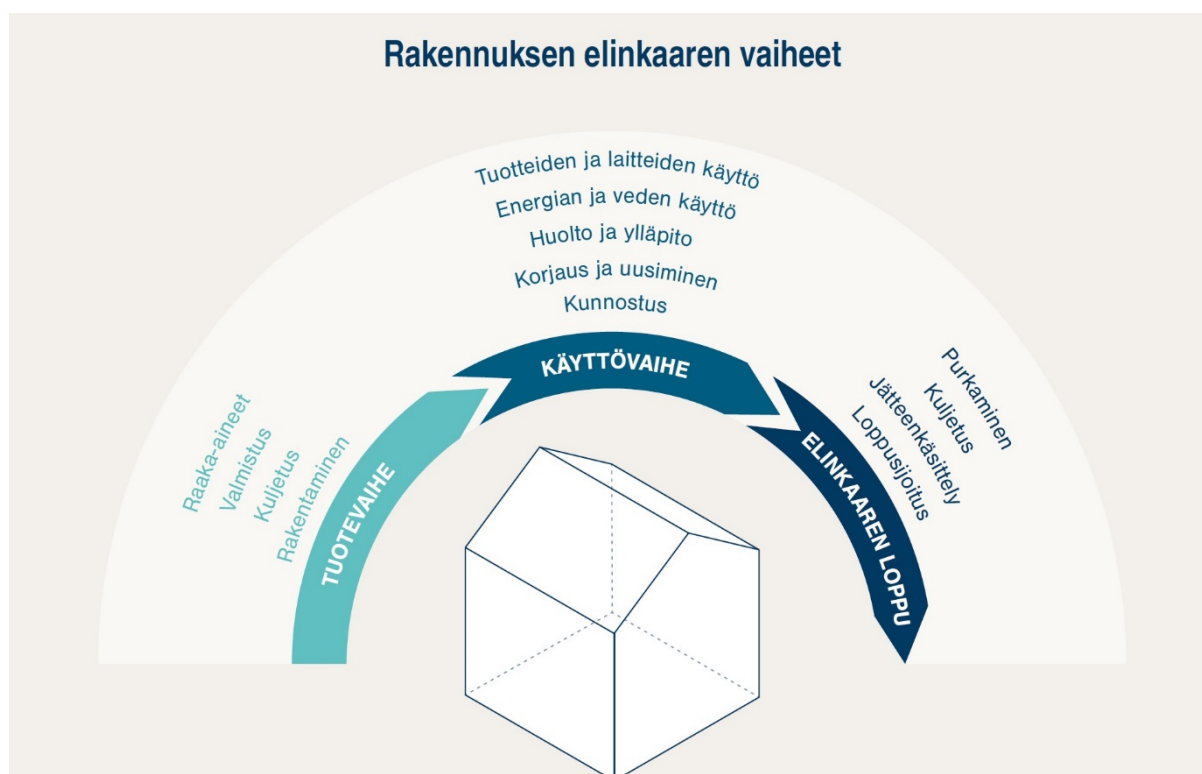 Rakennuksen elinkaaren vaiheet
Raaka-aineet
Valmistus
Kuljetus
Rakentaminen
TUOTEVAIHE
Tuotteiden ja laitteiden käyttö
Energian ja veden käyttö
Huolto ja ylläpito
Korjaus ja uusiminen
Kunnostus
KÄYTTÖVAIHE
Purkaminen
Kuljetus
Jätteenkäsittely
Loppusijoitus
ELINKAAREN LOPPU